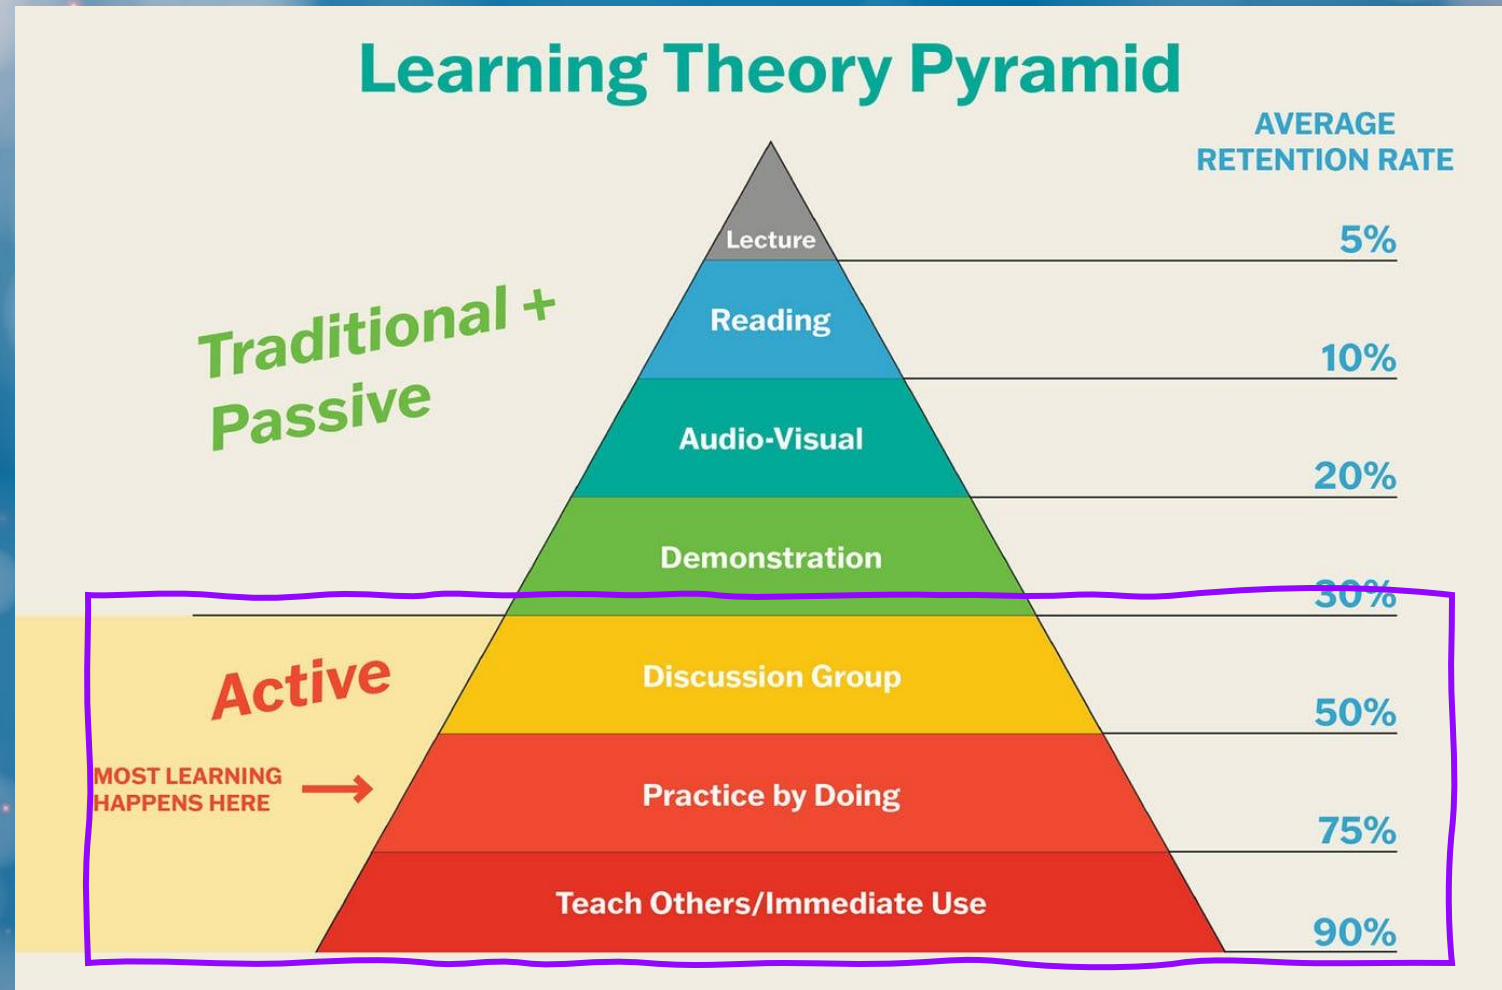 Learning Theory Pyramid
AVERAGE
RETENTION RATE
Lecture
5%
Reading
10%
Traditional +
Passive
Audio-Visual
20%
Demonstration
30%
Active
Discussion Group
50%
MOST LEARNING
HAPPENS HERE
Practice by Doing
75%
Teach Others/Immediate Use
90%